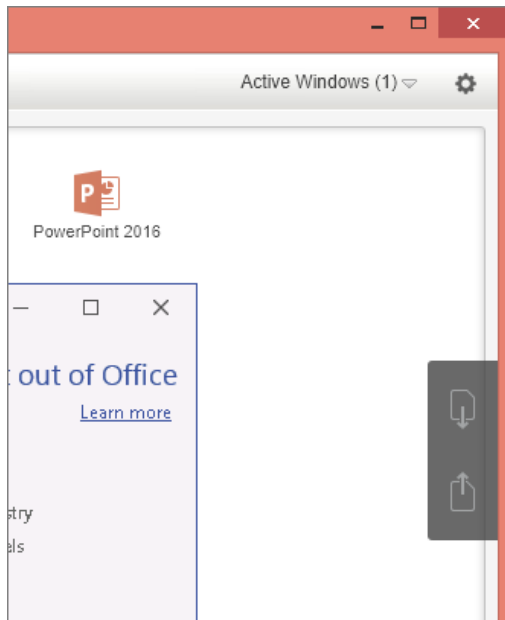 Active Windows (1)
P
PowerPoint 2016
out of Office
Learn more
stry
els